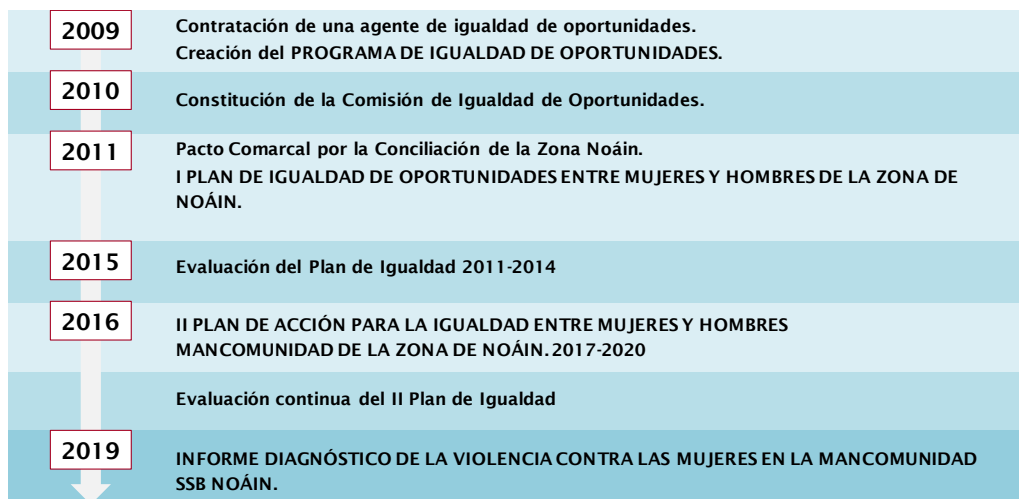 2009
Contratación de una agente de igualdad de oportunidades.
Creación del PROGRAMA DE IGUALDAD DE OPORTUNIDADES.
2010
Constitución de la Comisión de Igualdad de Oportunidades.
2011
Pacto Comarcal por la Conciliación de la Zona Noáin.
I PLAN DE IGUALDAD DE OPORTUNIDADES ENTRE MUJERES Y HOMBRES DE LA ZONA DE
NOÁIN.
2015
Evaluación del Plan de Igualdad 2011-2014
2016
II PLAN DE ACCIÓN PARA LA IGUALDAD ENTRE MUJERES Y HOMBRES
MANCOMUNIDAD DE LA ZONA DE NOÁIN. 2017-2020
Evaluación continua del II Plan de Igualdad
2019
INFORME DIAGNÓSTICO DE LA VIOLENCIA CONTRA LAS MUJERES EN LA MANCOMUNIDAD
SSB NOÁIN.